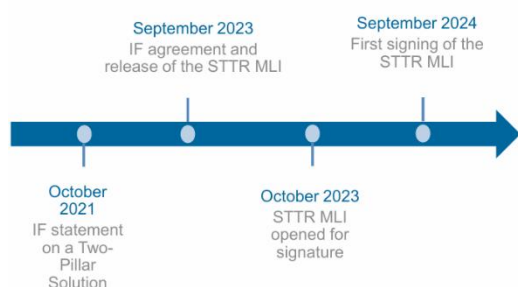 September 2023
IF agreement and
release of the STTR MLI
September 2024
First signing of the
STTR MLI
October
2021
IF statement
on a Two-
Pillar
Solution
October 2023
STTR MLI
opened for
signature